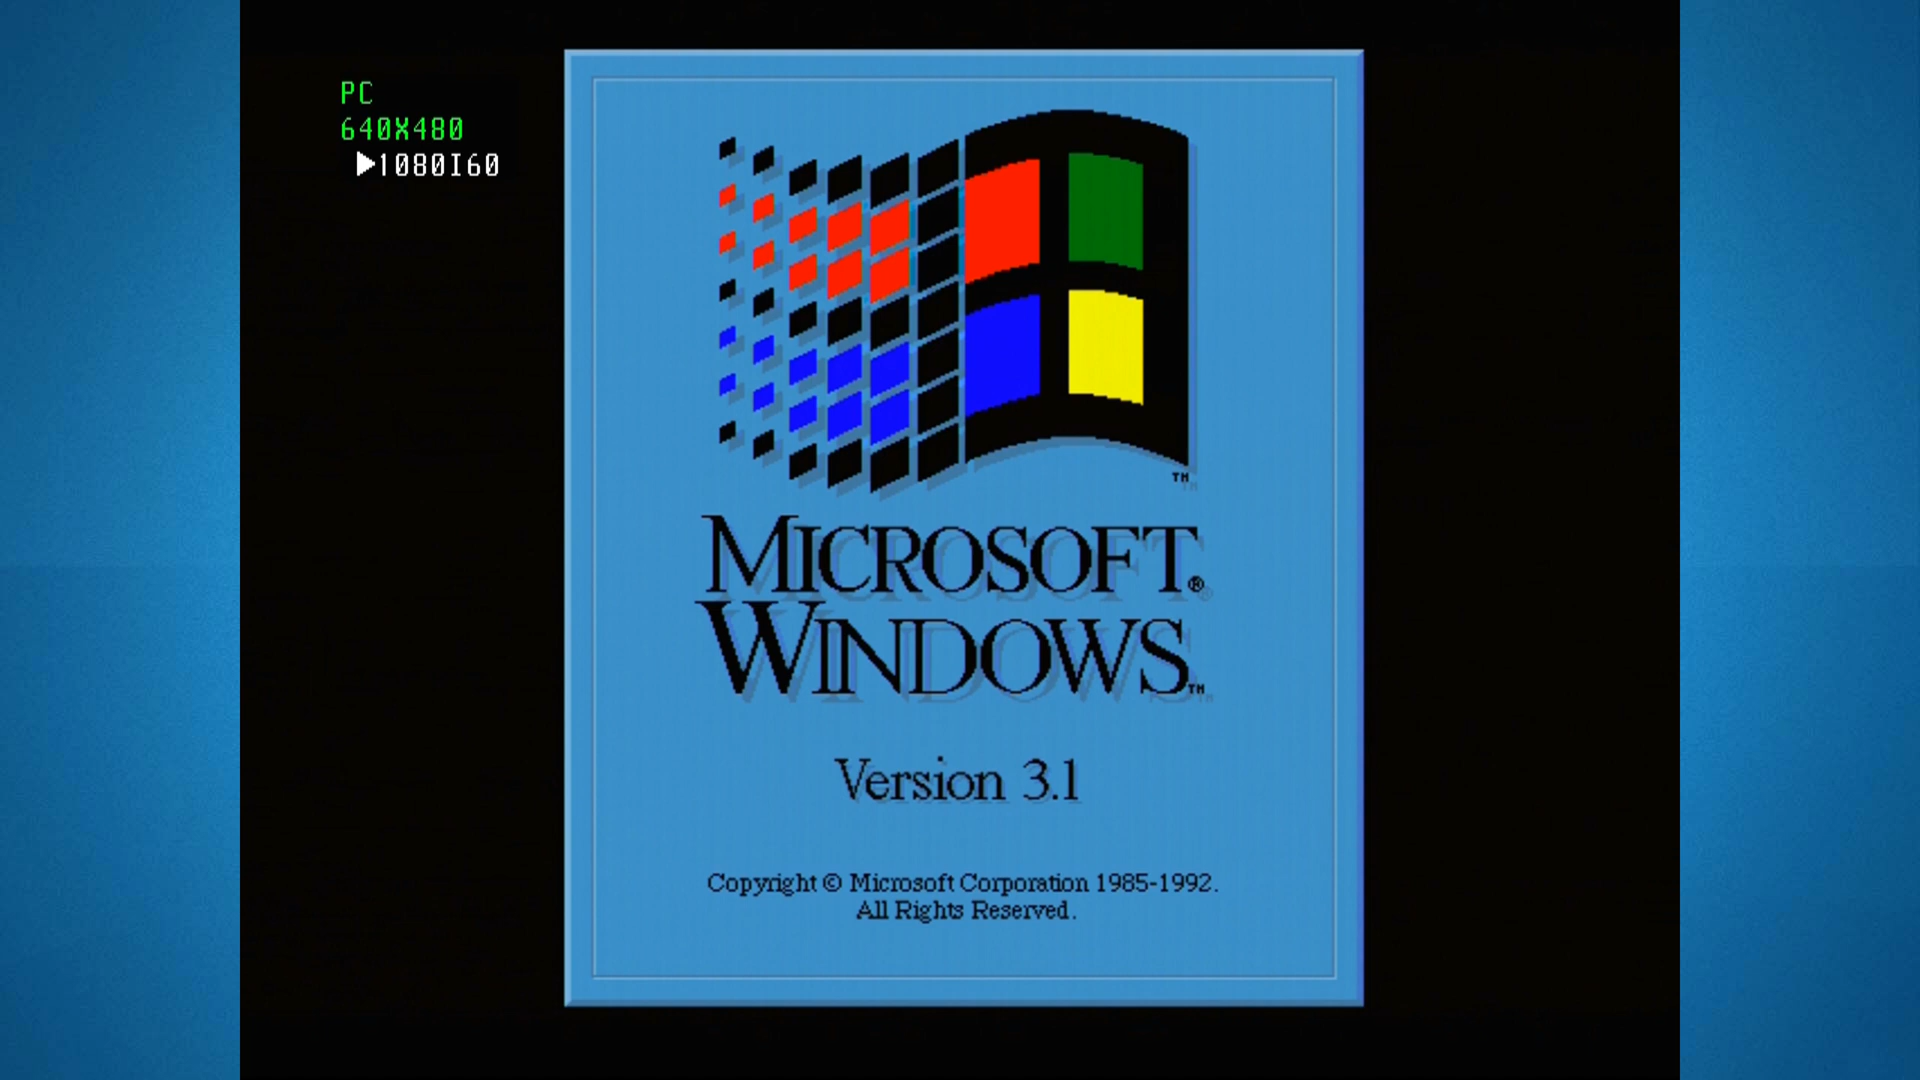 PC
640X480
▶1080I60
TM
MICROSOFT®
WINDOWS™
Version 3.1
Copyright © Microsoft Corporation 1985-1992.
All Rights Reserved.